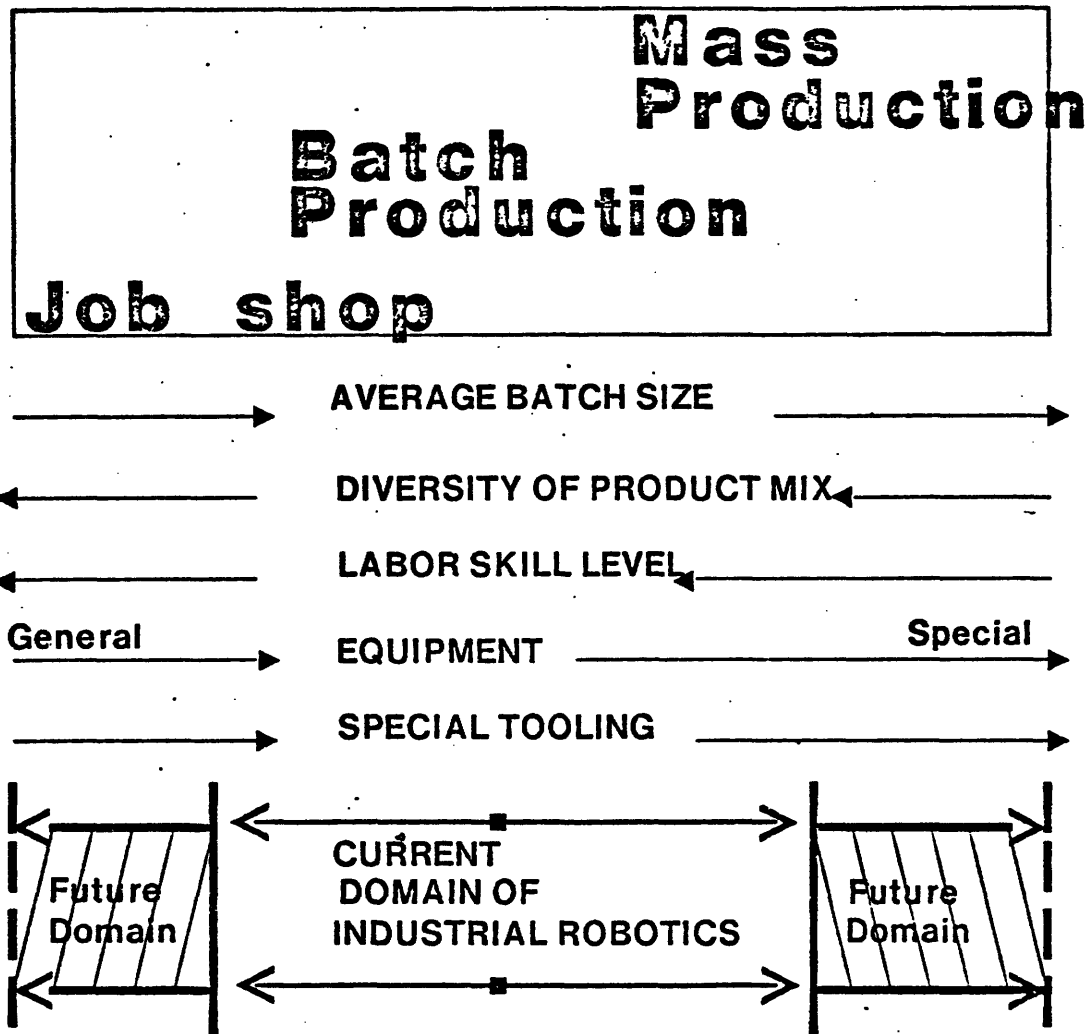 Mass
Production
Batch
Production
Job shop
AVERAGE BATCH SIZE
DIVERSITY OF PRODUCT MIX
LABOR SKILL LEVEL
General
EQUIPMENT
Special
SPECIAL TOOLING
Future
Domain
CURRENT
DOMAIN OF
INDUSTRIAL ROBOTICS
Future
Domain